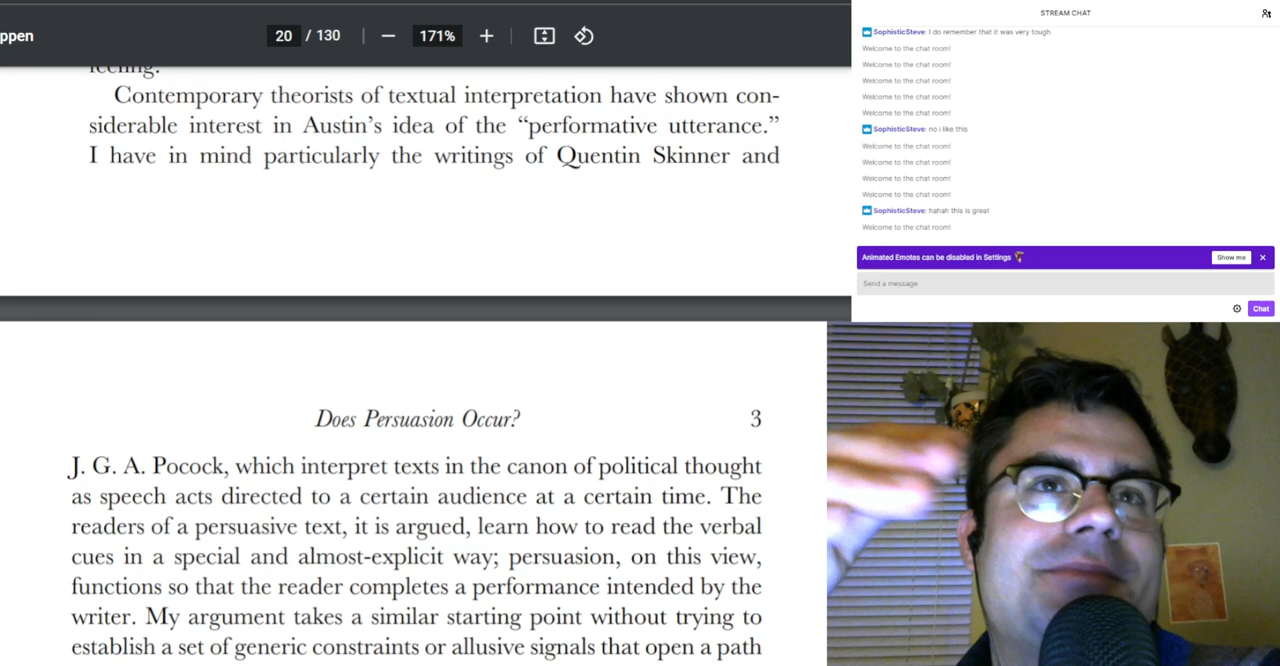 ppen
20 / 130
171%
feeling.
Contemporary theorists of textual interpretation have shown con-
siderable interest in Austin's idea of the “performative utterance.”
I have in mind particularly the writings of Quentin Skinner and
Does Persuasion Occur?
3
J. G. A. Pocock, which interpret texts in the canon of political thought
as speech acts directed to a certain audience at a certain time. The
readers of a persuasive text, it is argued, learn how to read the verbal
cues in a special and almost-explicit way; persuasion, on this view,
functions so that the reader completes a performance intended by the
writer. My argument takes a similar starting point without trying to
establish a set of generic constraints or allusive signals that open a path
STREAM CHAT
SophisticSteve: I do remember that it was very tough
Welcome to the chat room!
Welcome to the chat room!
Welcome to the chat room!
Welcome to the chat room!
Welcome to the chat room!
SophisticSteve: no i like this
Welcome to the chat room!
Welcome to the chat room!
Welcome to the chat room!
Welcome to the chat room!
SophisticSteve: hahah this is great
Welcome to the chat room!
Animated Emotes can be disabled in Settings
Show me
Send a message
Chat